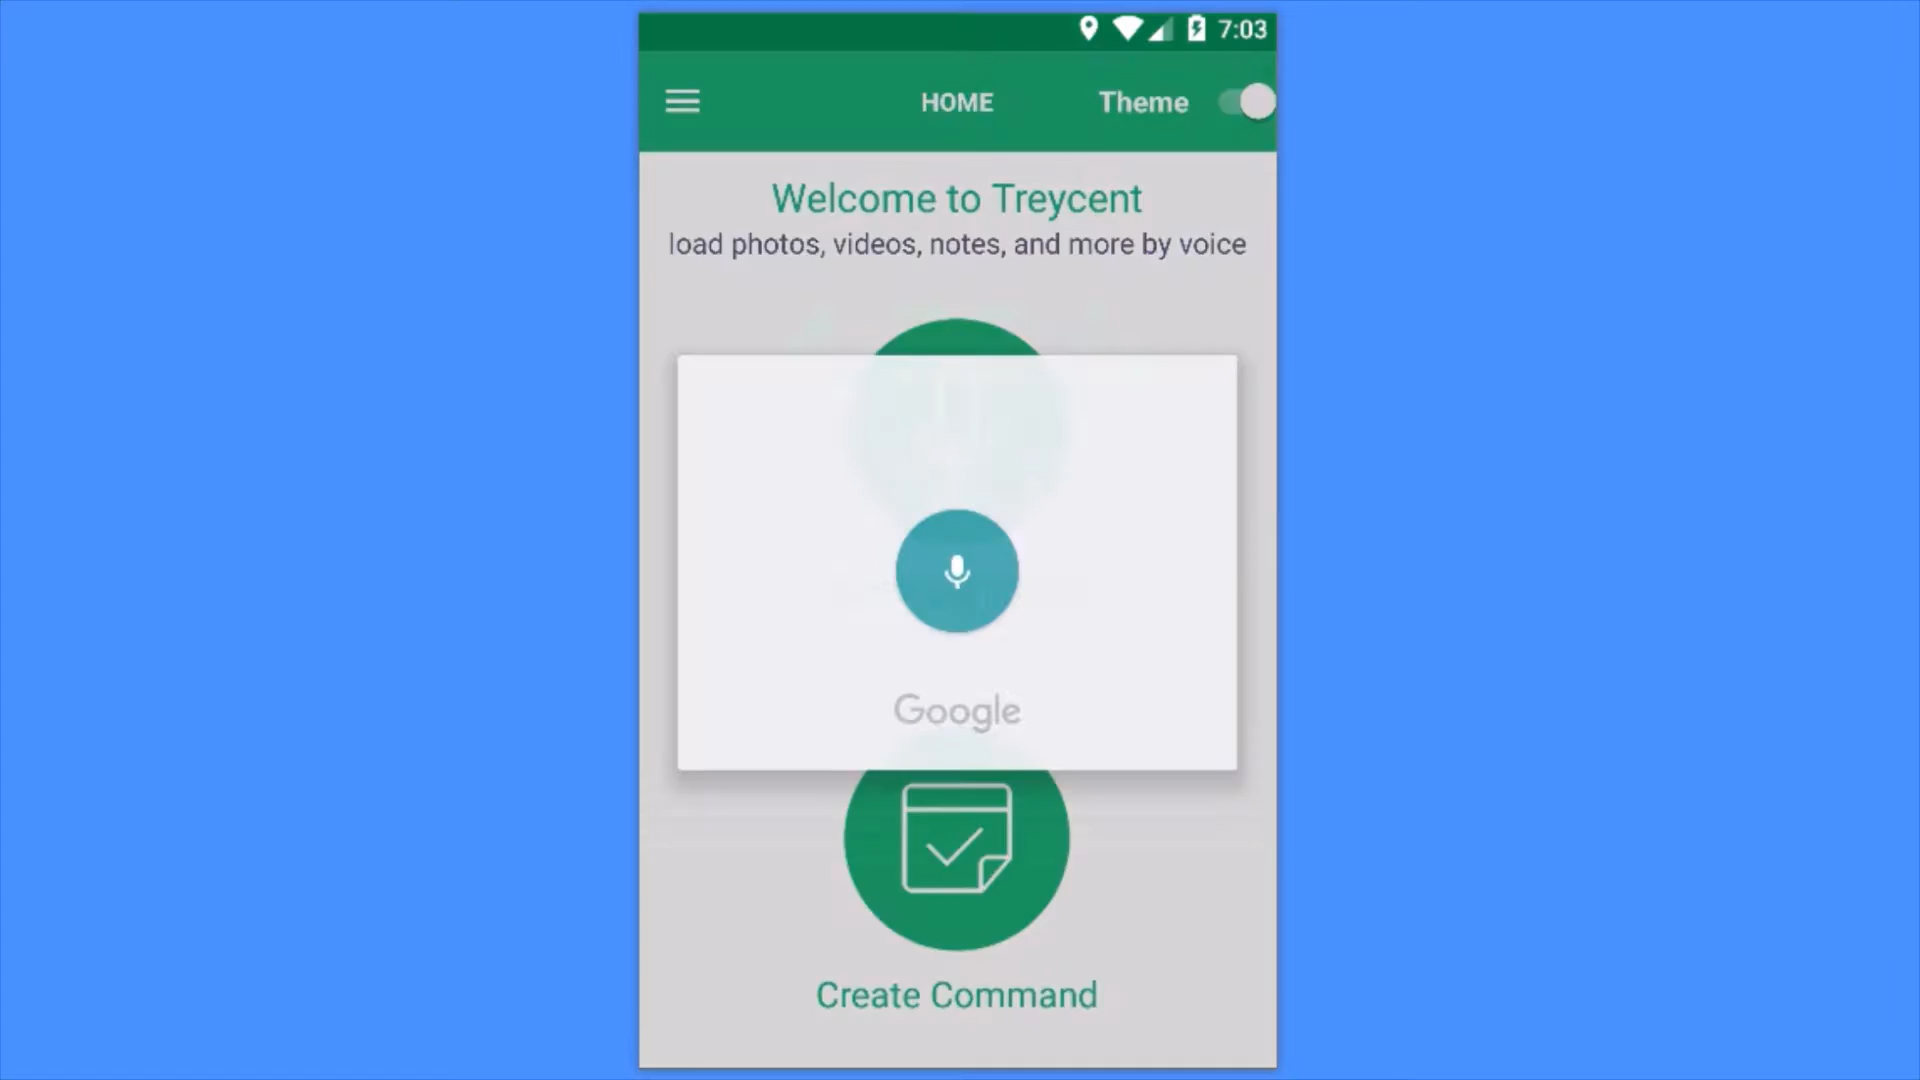 7:03
HOME
Theme
Welcome to Treycent
load photos, videos, notes, and more by voice
Google
Create Command